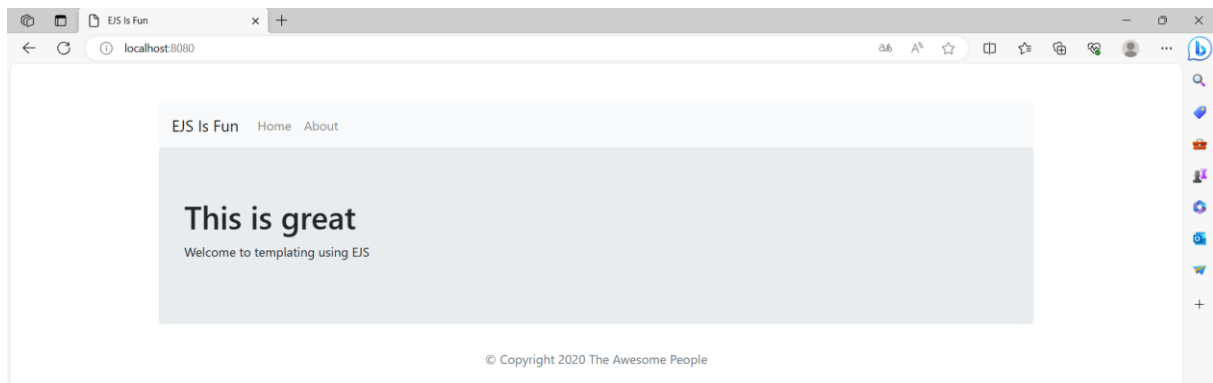 EJS Is Fun
localhost:8080
EJS Is Fun Home About
This is great
Welcome to templating using EJS
© Copyright 2020 The Awesome People